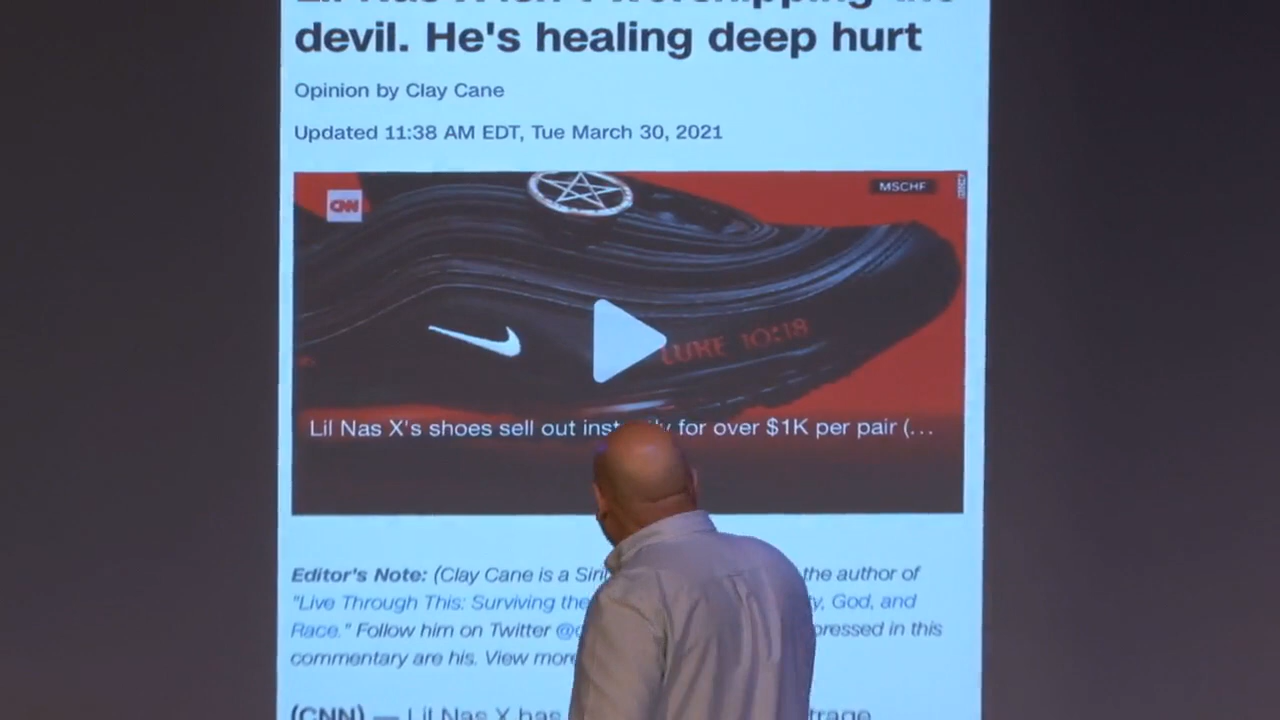 devil. He's healing deep hurt
Opinion by Clay Cane
Updated 11:38 AM EDT, Tue March 30, 2021
MSCHF
CNN
LUKE 10:18
Lil Nas X's shoes sell out for over $1K per pair (...
Editor's Note: (Clay Cane is a the author of
"Live Through This: Surviving the God, and
Race." Follow him on Twitter in this
commentary are his. View
(CNN) — Lil Nas X has